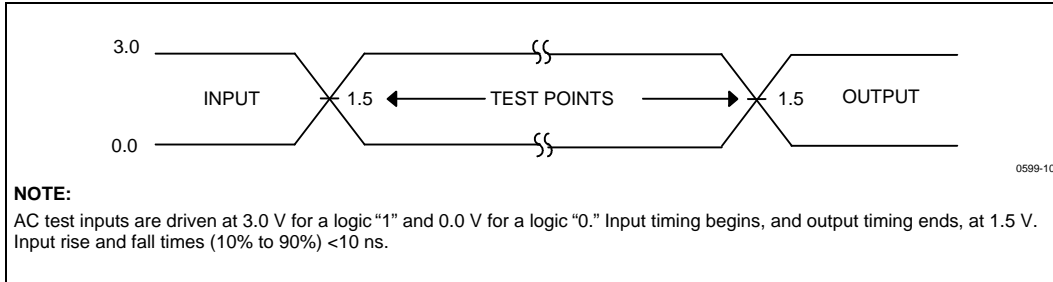 3.0
INPUT 1.5 TEST POINTS 1.5 OUTPUT
0.0
0599-10
NOTE:
AC test inputs are driven at 3.0 V for a logic “1” and 0.0 V for a logic “0.” Input timing begins, and output timing ends, at 1.5 V.
Input rise and fall times (10% to 90%) <10 ns.